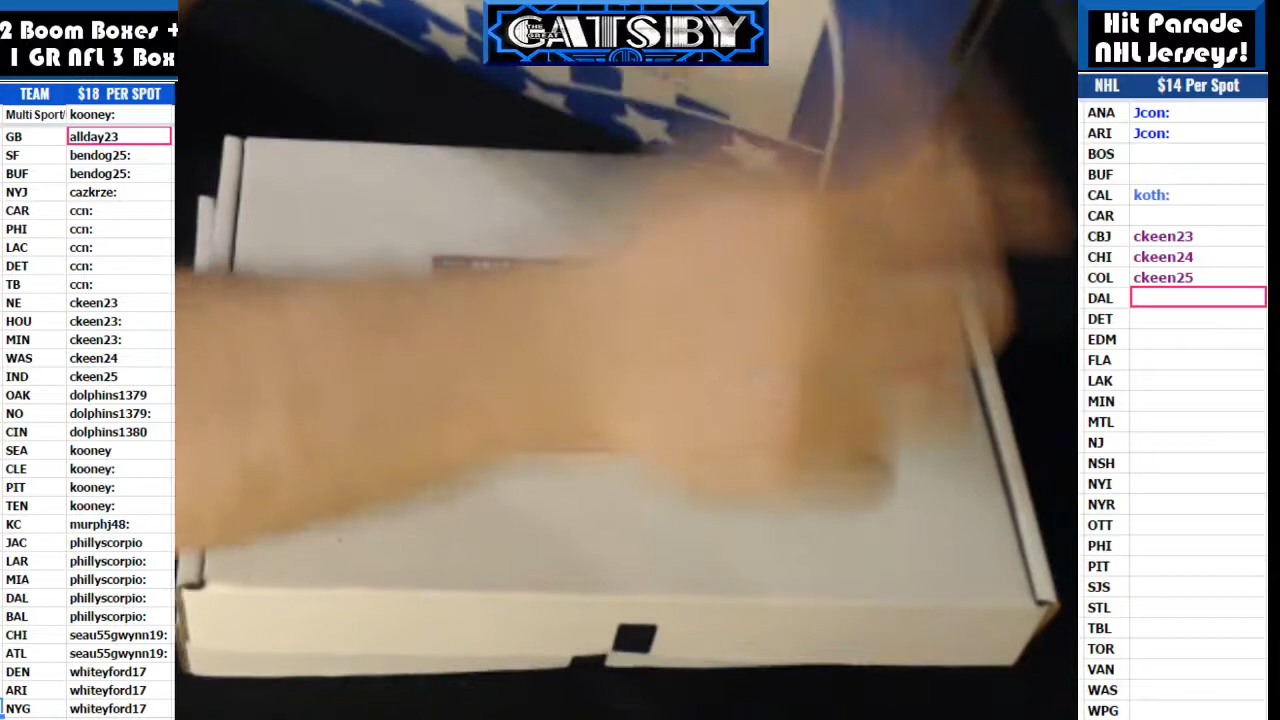 2 Boom Boxes +
1 GR NFL 3 Box
TEAM $18 PER SPOT
Multi Sport/ kooney:
GB allday23
SF bendog25:
BUF bendog25:
NYJ cazkrze:
CAR ccn:
PHI ccn:
LAC ccn:
DET ccn:
TB ccn:
NE ckeen23
HOU ckeen23:
MIN ckeen23:
WAS ckeen24
IND ckeen25
OAK dolphins1379
NO dolphins1379:
CIN dolphins1380
SEA kooney
CLE kooney:
PIT kooney:
TEN kooney:
KC murphj48:
JAC phillyscorpio
LAR phillyscorpio:
MIA phillyscorpio:
DAL phillyscorpio:
BAL phillyscorpio:
CHI seau55gwynn19:
ATL seau55gwynn19:
DEN whiteyford17
ARI whiteyford17
NYG whiteyford17
THE GREAT
GATSBY
Hit Parade
NHL Jerseys!
NHL $14 Per Spot
ANA Jcon:
ARI Jcon:
BOS
BUF
CAL koth:
CAR
CBJ ckeen23
CHI ckeen24
COL ckeen25
DAL
DET
EDM
FLA
LAK
MIN
MTL
NJ
NSH
NYI
NYR
OTT
PHI
PIT
SJS
STL
TBL
TOR
VAN
WAS
WPG